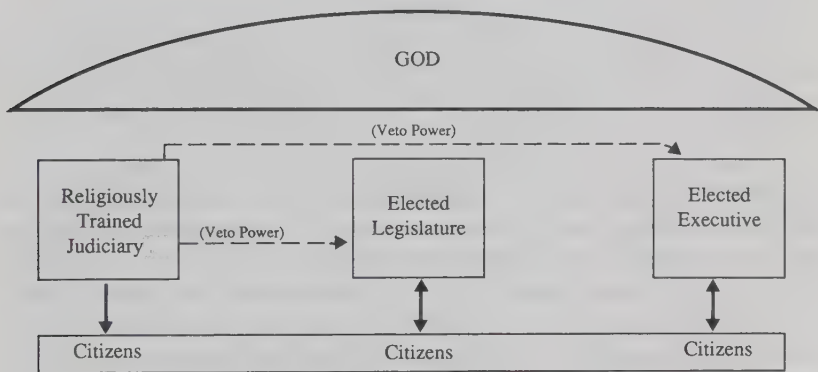 GOD
(Veto Power)
Religiously
Trained
Judiciary
(Veto Power)
Elected
Legislature
Elected
Executive
Citizens
Citizens
Citizens